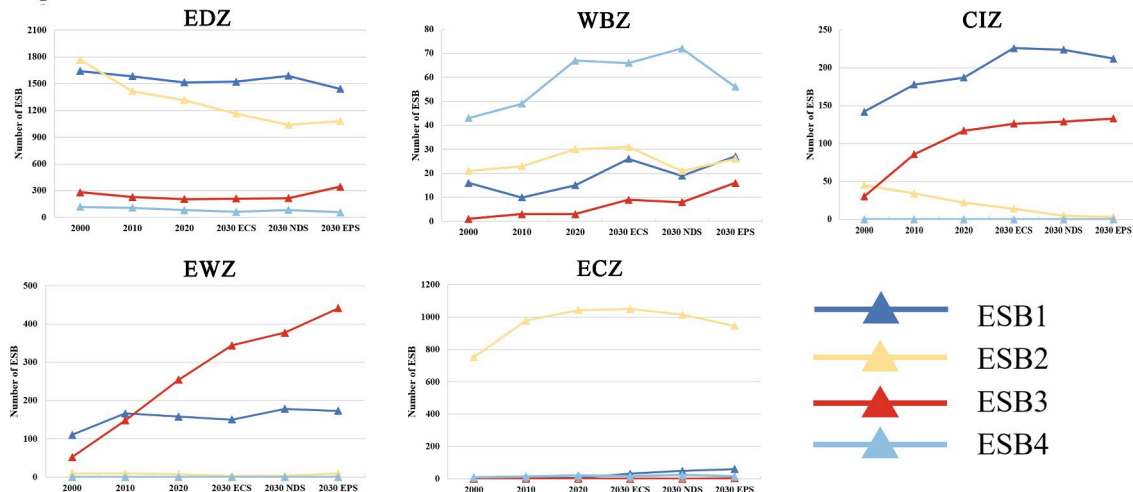 EDZ
Number of ESB
2100
1800
1500
1200
900
600
300
0
2000 2010 2020 2030 ECS 2030 NDS 2030 EPS
WBZ
Number of ESB
80
70
60
50
40
30
20
10
0
2000 2010 2020 2030 ECS 2030 NDS 2030 EPS
CIZ
Number of ESB
250
200
150
100
50
0
2000 2010 2020 2030 ECS 2030 NDS 2030 EPS
EWZ
Number of ESB
500
400
300
200
100
0
2000 2010 2020 2030 ECS 2030 NDS 2030 EPS
ECZ
Number of ESB
1200
1000
800
600
400
200
0
2000 2010 2020 2030 ECS 2030 NDS 2030 EPS
ESB1
ESB2
ESB3
ESB4